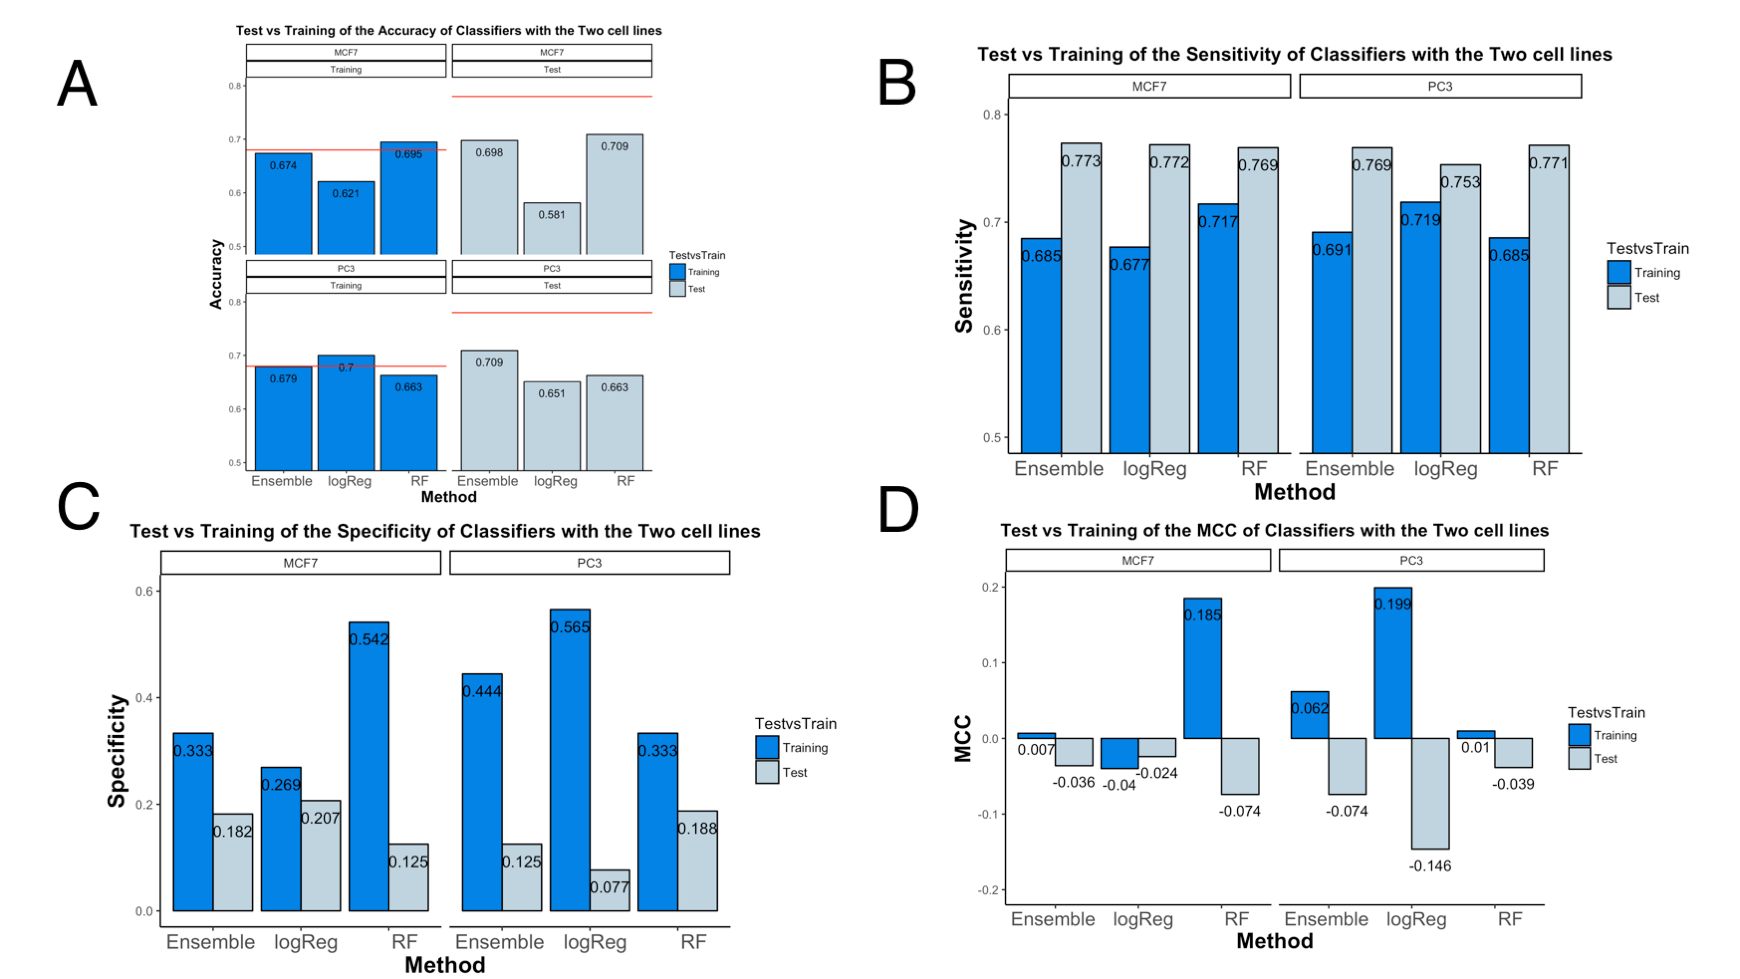 A
Test vs Training of the Accuracy of Classifiers with the Two cell lines
MCF7 MCF7
Training Test
0.8
0.7
0.6
0.5
0.674 0.621 0.695 0.698 0.581 0.709
PC3 PC3
Training Test
0.8
0.7
0.6
0.5
0.679 0.7 0.663 0.709 0.651 0.663
Accuracy
Ensemble logReg RF Ensemble logReg RF
Method
TestvsTrain
Training
Test
B
Test vs Training of the Sensitivity of Classifiers with the Two cell lines
MCF7 PC3
0.8
0.7
0.6
0.5
Sensitivity
0.685 0.773 0.677 0.772 0.717 0.769 0.691 0.769 0.719 0.753 0.685 0.771
Ensemble logReg RF Ensemble logReg RF
Method
TestvsTrain
Training
Test
C
Test vs Training of the Specificity of Classifiers with the Two cell lines
MCF7 PC3
0.6
0.4
0.2
0.0
Specificity
0.333 0.182 0.269 0.207 0.542 0.125 0.444 0.125 0.565 0.077 0.333 0.188
Ensemble logReg RF Ensemble logReg RF
Method
TestvsTrain
Training
Test
D
Test vs Training of the MCC of Classifiers with the Two cell lines
MCF7 PC3
0.2
0.1
0.0
-0.1
-0.2
MCC
0.007 -0.036 -0.04 -0.024 0.185 -0.074 0.062 -0.074 0.199 -0.146 0.01 -0.039
Ensemble logReg RF Ensemble logReg RF
Method
TestvsTrain
Training
Test